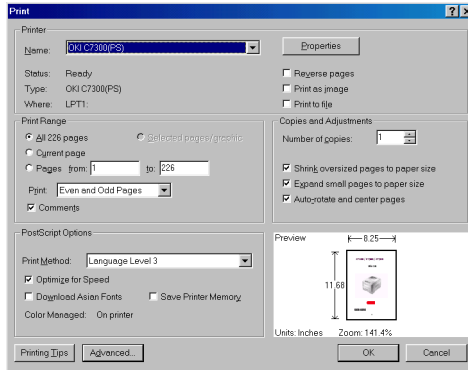 Print
Printer
Name: OKI C7300(PS)
Properties
Status: Ready
Type: OKI C7300(PS)
Where: LPT1:
Reverse pages
Print as image
Print to file
Print Range
All 226 pages
Selected pages/graphic
Current page
Pages from: 1 to: 226
Print: Even and Odd Pages
Comments
Copies and Adjustments
Number of copies: 1
Shrink oversized pages to paper size
Expand small pages to paper size
Auto-rotate and center pages
PostScript Options
Print Method: Language Level 3
Optimize for Speed
Download Asian Fonts
Save Printer Memory
Color Managed: On printer
Preview
8.25
11.68
Units: Inches Zoom: 141.4%
Printing Tips
Advanced...
OK
Cancel